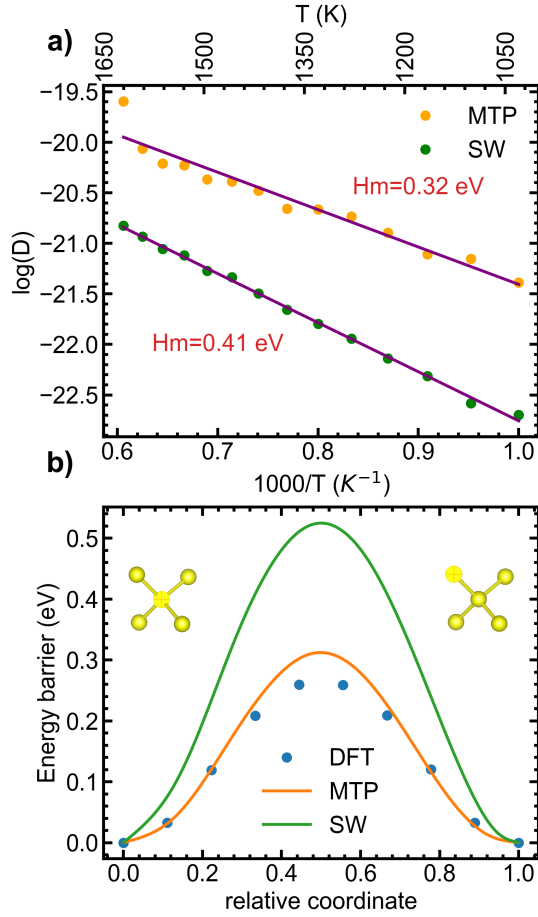 T (K)
a)
1650 1500 1350 1200 1050
−19.5
−20.0
−20.5
−21.0
−21.5
−22.0
−22.5
log(D)
MTP
SW
Hm=0.32 eV
Hm=0.41 eV
0.6 0.7 0.8 0.9 1.0
1000/T (K⁻¹)
b)
0.5
0.4
0.3
0.2
0.1
0.0
Energy barrier (eV)
DFT
MTP
SW
0.0 0.2 0.4 0.6 0.8 1.0
relative coordinate